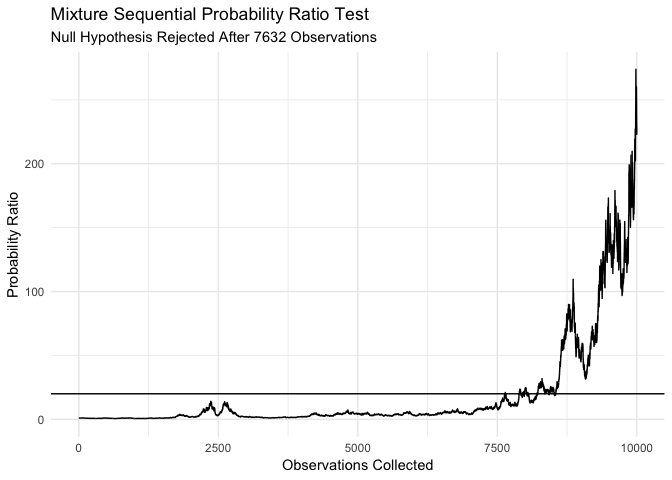 Mixture Sequential Probability Ratio Test
Null Hypothesis Rejected After 7632 Observations
Probability Ratio
200
100
0
0 2500 5000 7500 10000
Observations Collected